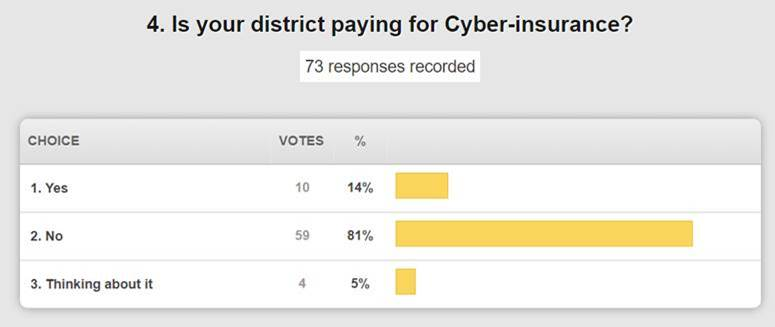 4. Is your district paying for Cyber-insurance?
73 responses recorded
CHOICE VOTES %
1. Yes 10 14%
2. No 59 81%
3. Thinking about it 4 5%